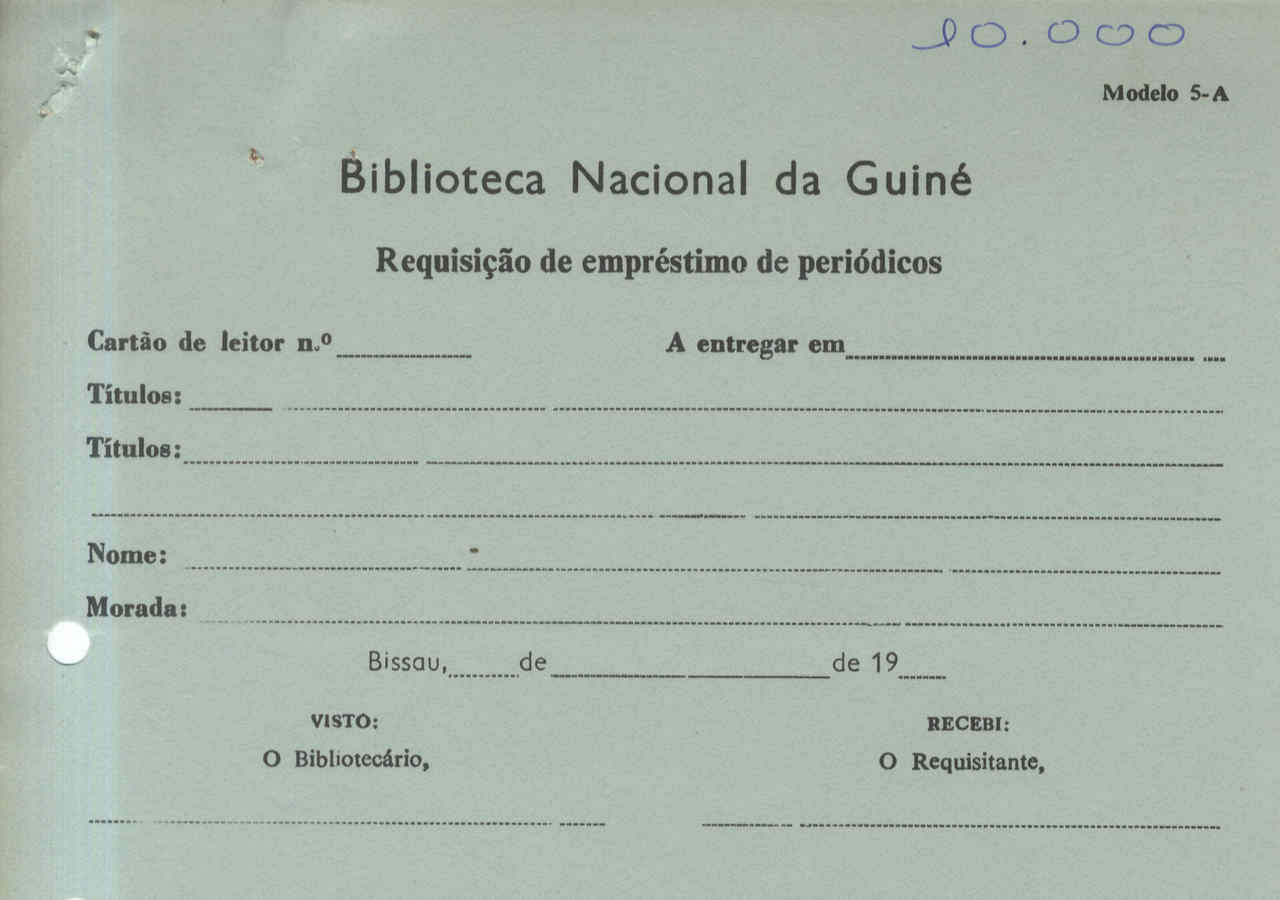 10.000
Modelo 5-A
Biblioteca Nacional da Guiné
Requisição de empréstimo de periódicos
Cartão de leitor n.º A entregar em
Títulos:
Títulos:
Nome:
Morada:
Bissau, de de 19
VISTO: RECEBI:
O Bibliotecário, O Requisitante,